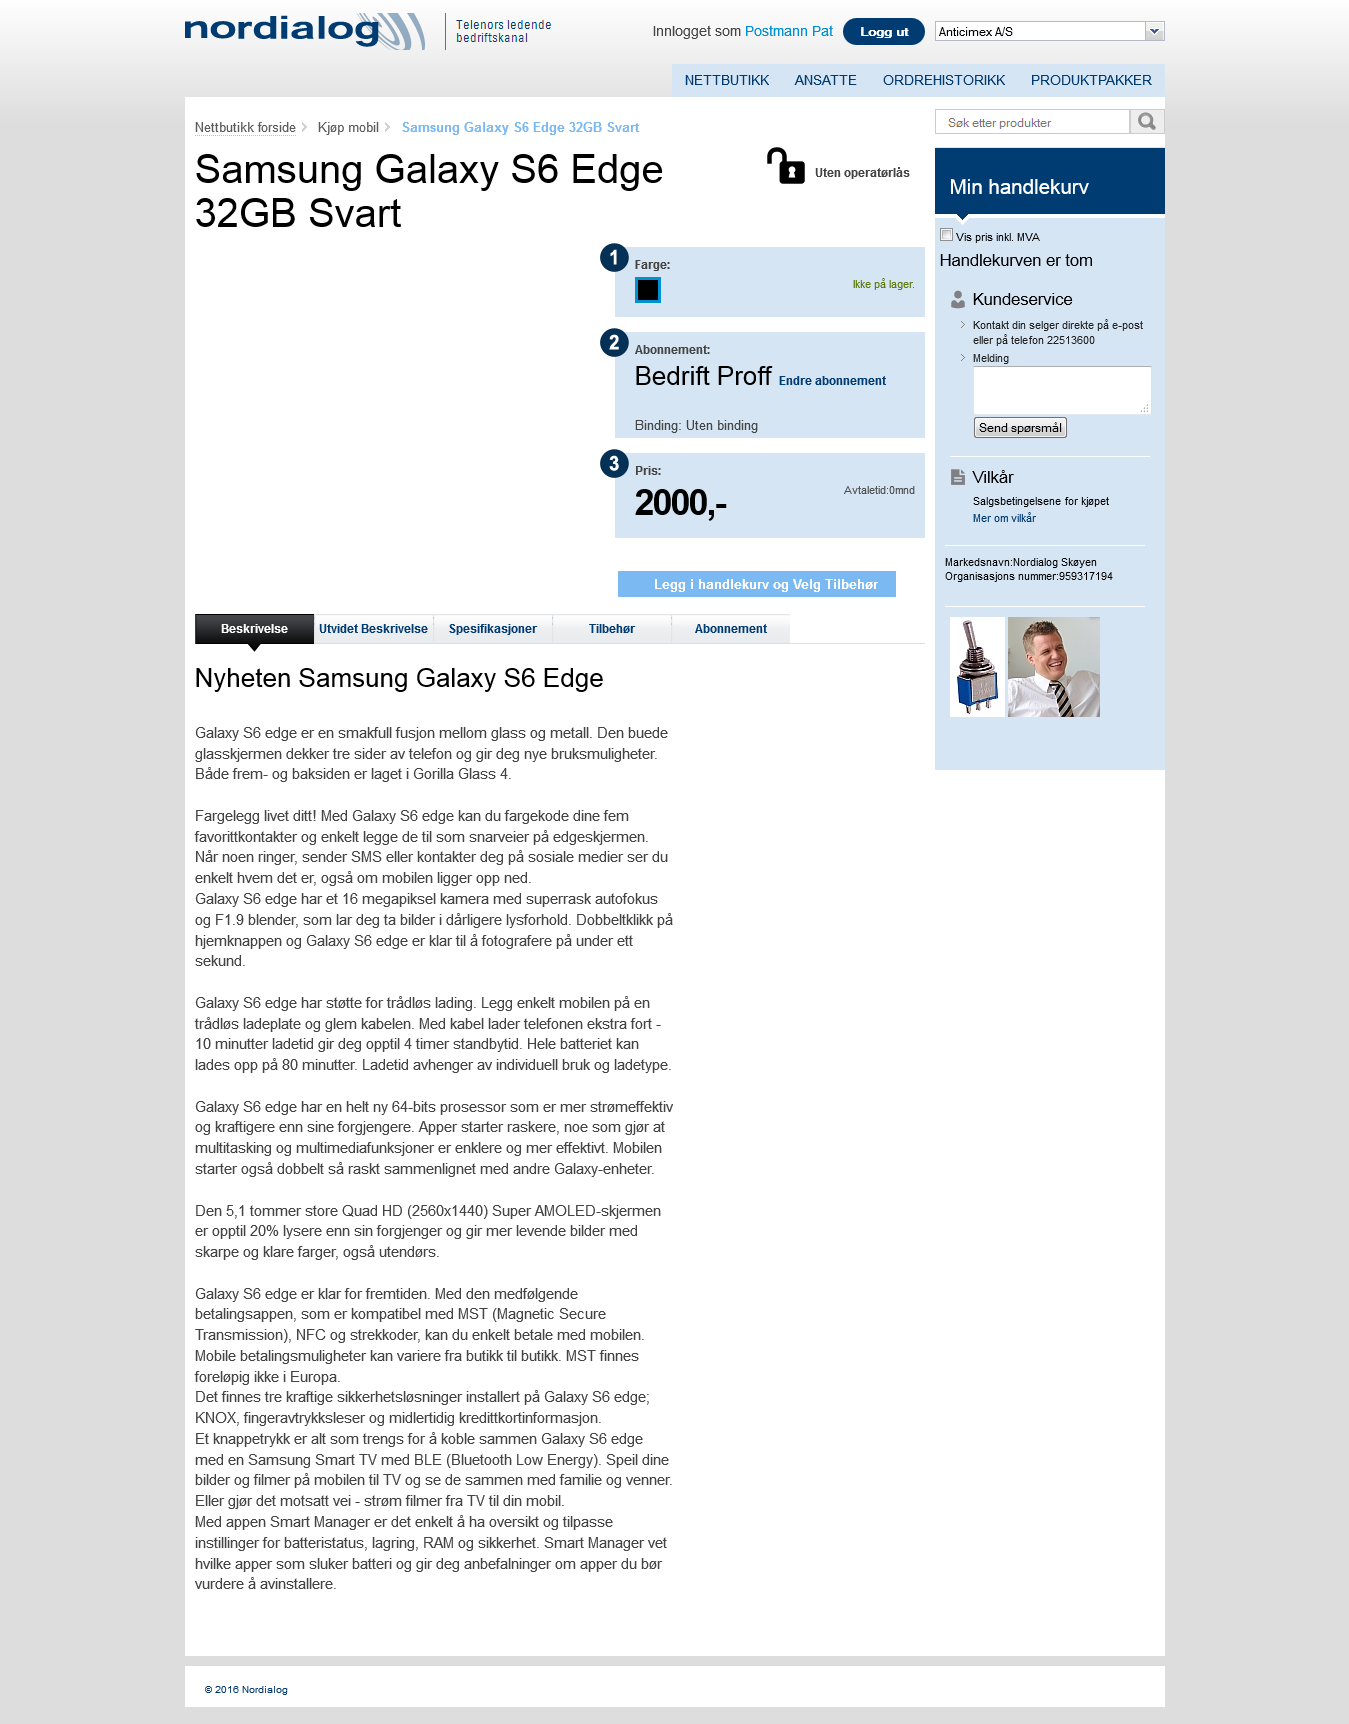 nordialog
Telenors ledende
bedriftskanal
Innlogget som Postmann Pat
Logg ut
Anticimex A/S
NETTBUTIKK
ANSATTE
ORDREHISTORIKK
PRODUKTPAKKER
Nettbutikk forside
Kjøp mobil
Samsung Galaxy S6 Edge 32GB Svart
Søk etter produkter
Samsung Galaxy S6 Edge
32GB Svart
Uten operatørlås
1
Farge:
Ikke på lager.
2
Abonnement:
Bedrift Proff Endre abonnement
Binding: Uten binding
3
Pris:
2000,-
Avtaletid:0mnd
Legg i handlekurv og Velg Tilbehør
Min handlekurv
Vis pris inkl. MVA
Handlekurven er tom
Kundeservice
Kontakt din selger direkte på e-post
eller på telefon 22513600
Melding
Send spørsmål
Vilkår
Salgsbetingelsene for kjøpet
Mer om vilkår
Markedsnavn:Nordialog Skøyen
Organisasjons nummer:959317194
Beskrivelse
Utvidet Beskrivelse
Spesifikasjoner
Tilbehør
Abonnement
Nyheten Samsung Galaxy S6 Edge
Galaxy S6 edge er en smakfull fusjon mellom glass og metall. Den buede
glasskjermen dekker tre sider av telefon og gir deg nye bruksmuligheter.
Både frem- og baksiden er laget i Gorilla Glass 4.
Fargelegg livet ditt! Med Galaxy S6 edge kan du fargekode dine fem
favorittkontakter og enkelt legge de til som snarveier på edgeskjermen.
Når noen ringer, sender SMS eller kontakter deg på sosiale medier ser du
enkelt hvem det er, også om mobilen ligger opp ned.
Galaxy S6 edge har et 16 megapiksel kamera med superrask autofokus
og F1.9 blender, som lar deg ta bilder i dårligere lysforhold. Dobbeltklikk på
hjemknappen og Galaxy S6 edge er klar til å fotografere på under ett
sekund.
Galaxy S6 edge har støtte for trådløs lading. Legg enkelt mobilen på en
trådløs ladeplate og glem kabelen. Med kabel lader telefonen ekstra fort -
10 minutter ladetid gir deg opptil 4 timer standbytid. Hele batteriet kan
lades opp på 80 minutter. Ladetid avhenger av individuell bruk og ladetype.
Galaxy S6 edge har en helt ny 64-bits prosessor som er mer strømeffektiv
og kraftigere enn sine forgjengere. Apper starter raskere, noe som gjør at
multitasking og multimediafunksjoner er enklere og mer effektivt. Mobilen
starter også dobbelt så raskt sammenlignet med andre Galaxy-enheter.
Den 5,1 tommer store Quad HD (2560x1440) Super AMOLED-skjermen
er opptil 20% lysere enn sin forgjenger og gir mer levende bilder med
skarpe og klare farger, også utendørs.
Galaxy S6 edge er klar for fremtiden. Med den medfølgende
betalingsappen, som er kompatibel med MST (Magnetic Secure
Transmission), NFC og strekkoder, kan du enkelt betale med mobilen.
Mobile betalingsmuligheter kan variere fra butikk til butikk. MST finnes
foreløpig ikke i Europa.
Det finnes tre kraftige sikkerhetsløsninger installert på Galaxy S6 edge;
KNOX, fingeravtrykksleser og midlertidig kredittkortinformasjon.
Et knappetrykk er alt som trengs for å koble sammen Galaxy S6 edge
med en Samsung Smart TV med BLE (Bluetooth Low Energy). Speil dine
bilder og filmer på mobilen til TV og se de sammen med familie og venner.
Eller gjør det motsatt vei - strøm filmer fra TV til din mobil.
Med appen Smart Manager er det enkelt å ha oversikt og tilpasse
instillinger for batteristatus, lagring, RAM og sikkerhet. Smart Manager vet
hvilke apper som sluker batteri og gir deg anbefalninger om apper du bør
vurdere å avinstallere.
© 2016 Nordialog